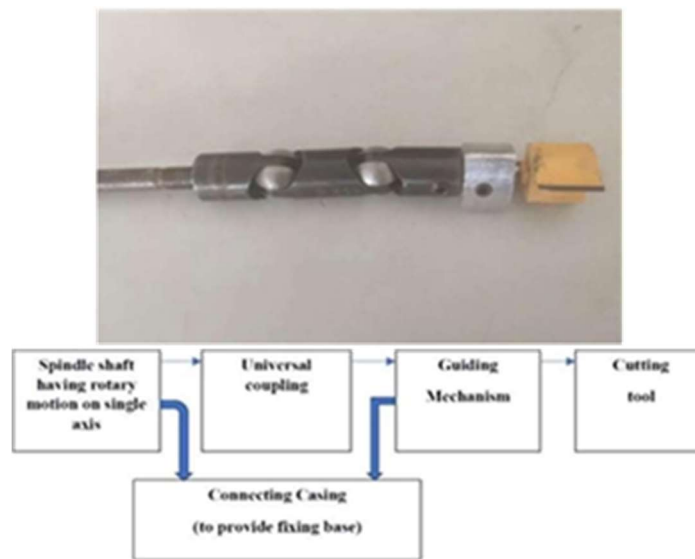 Spindle shaft
having rotary
motion on single
axis
Universal
coupling
Guiding
Mechanism
Cutting
tool
Connecting Casing
(to provide fixing base)